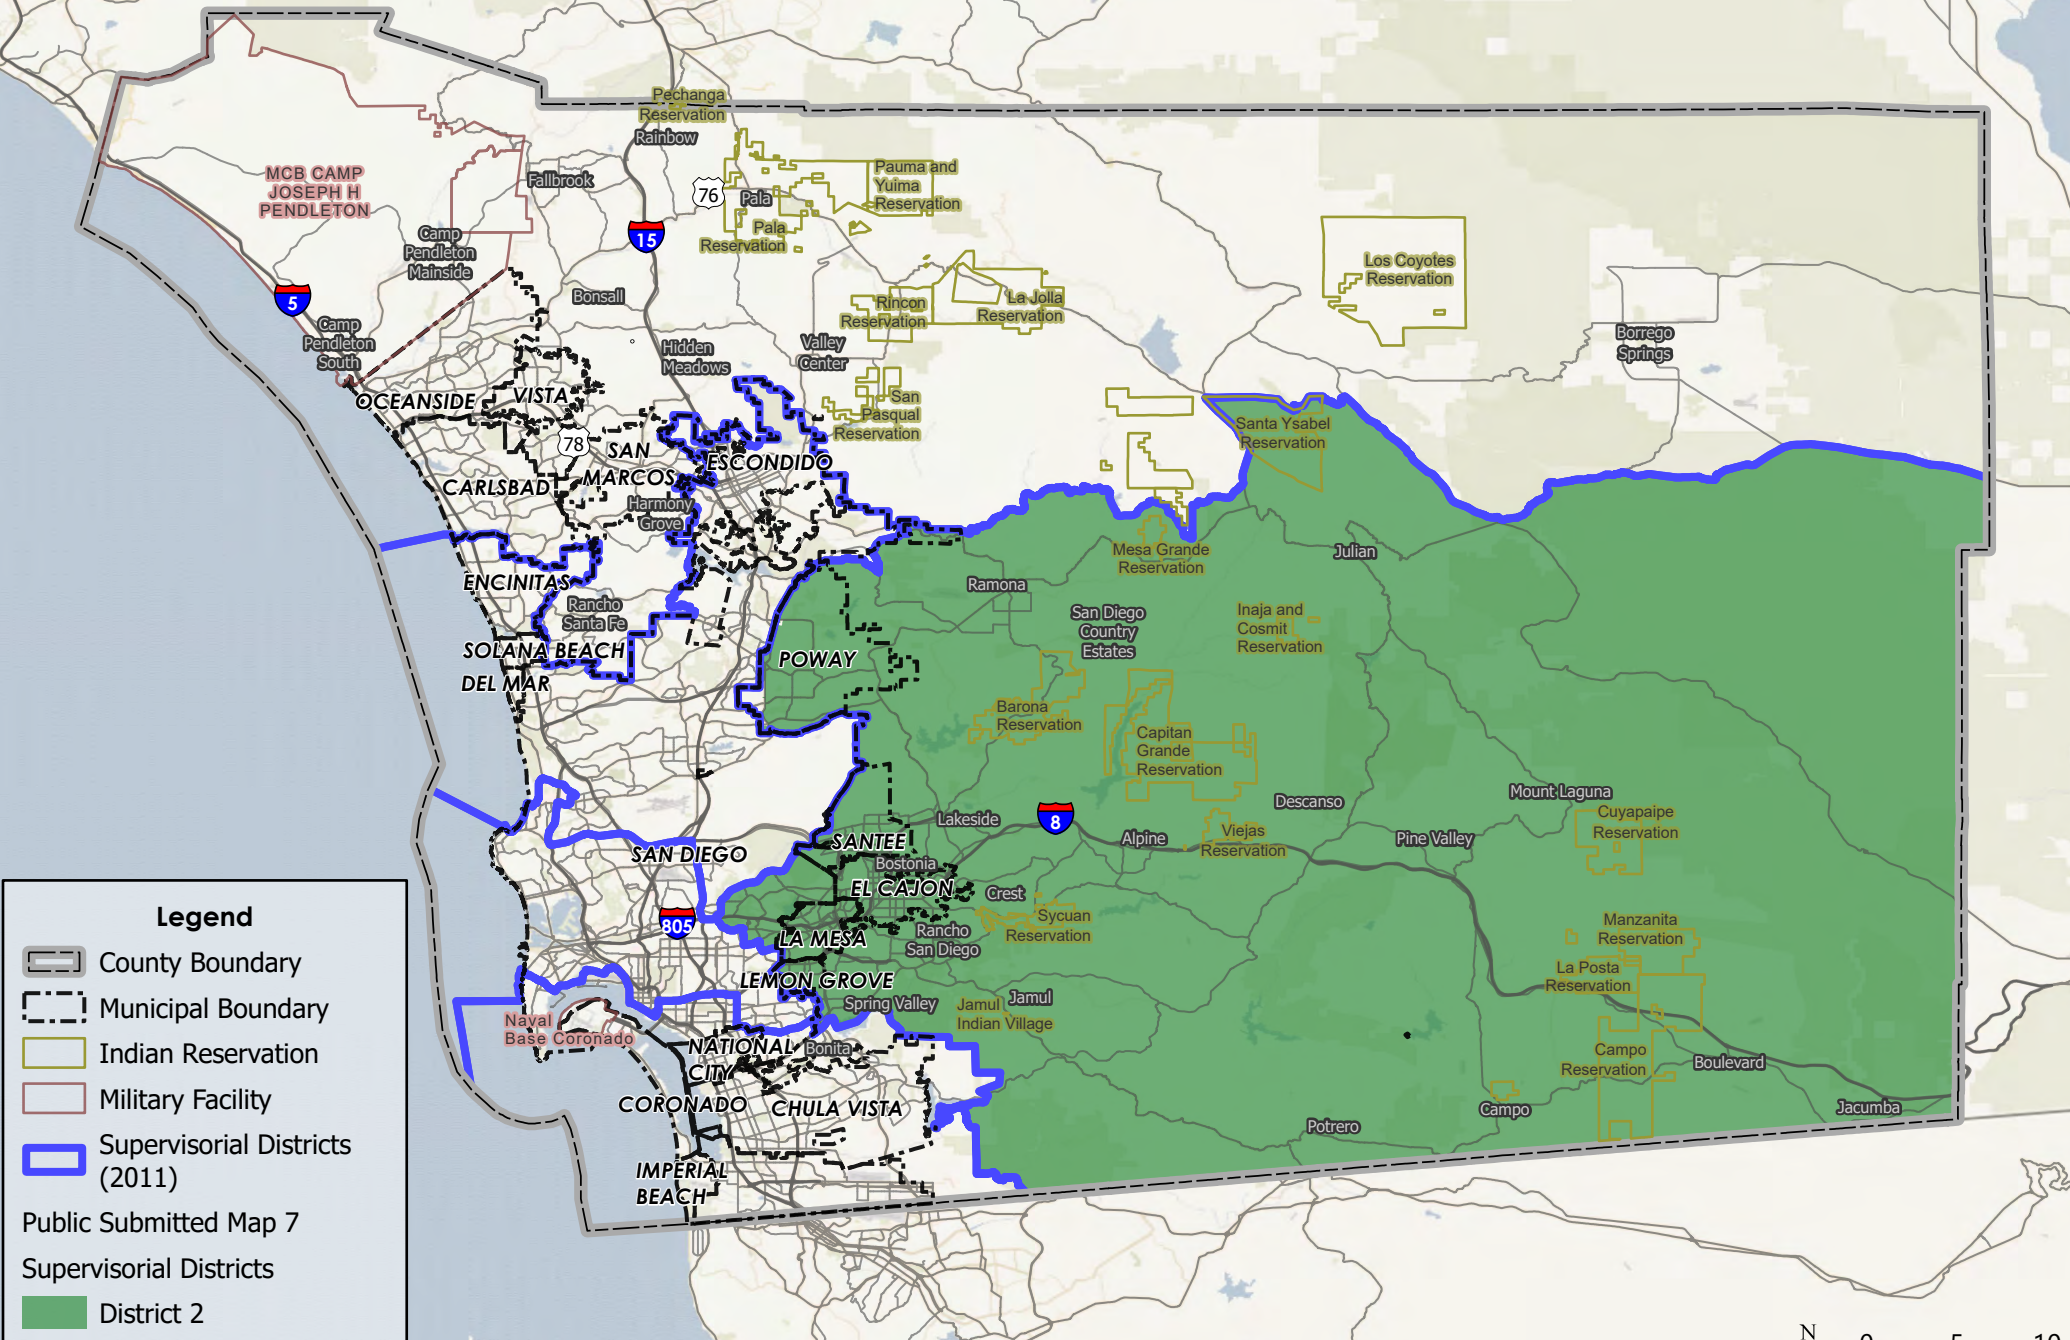 Pechanga
Reservation
Rainbow
MCB CAMP
JOSEPH H
PENDLETON
Fallbrook
76
Pala
Pauma and
Yuima
Reservation
Pala
Reservation
15
Camp
Pendleton
Mainside
5
Bonsall
Los Coyotes
Reservation
Rincon
Reservation
La Jolla
Reservation
Camp
Pendleton
South
Hidden
Meadows
Valley
Center
Borrego
Springs
OCEANSIDE
VISTA
San
Pasqual
Reservation
Santa Ysabel
Reservation
78
SAN
MARCOS
ESCONDIDO
CARLSBAD
Harmony
Grove
Mesa Grande
Reservation
Julian
ENCINITAS
Rancho
Santa Fe
Ramona
San Diego
Country
Estates
Inaja and
Cosmit
Reservation
SOLANA BEACH
DEL MAR
POWAY
Barona
Reservation
Capitan
Grande
Reservation
Descanso
Mount Laguna
Cuyapaipe
Reservation
Lakeside
8
Alpine
Viejas
Reservation
Pine Valley
SAN DIEGO
SANTEE
Bostonia
EL CAJON
Crest
Sycuan
Reservation
805
LA MESA
Rancho
San Diego
Manzanita
Reservation
La Posta
Reservation
LEMON GROVE
Spring Valley
Jamul
Indian Village
Jamul
Naval
Base Coronado
NATIONAL
CITY
Bonita
Campo
Reservation
Boulevard
CORONADO
CHULA VISTA
Campo
Jacumba
Potrero
IMPERIAL
BEACH
Legend
County Boundary
Municipal Boundary
Indian Reservation
Military Facility
Supervisorial Districts
(2011)
Public Submitted Map 7
Supervisorial Districts
District 2
N
0 5 10